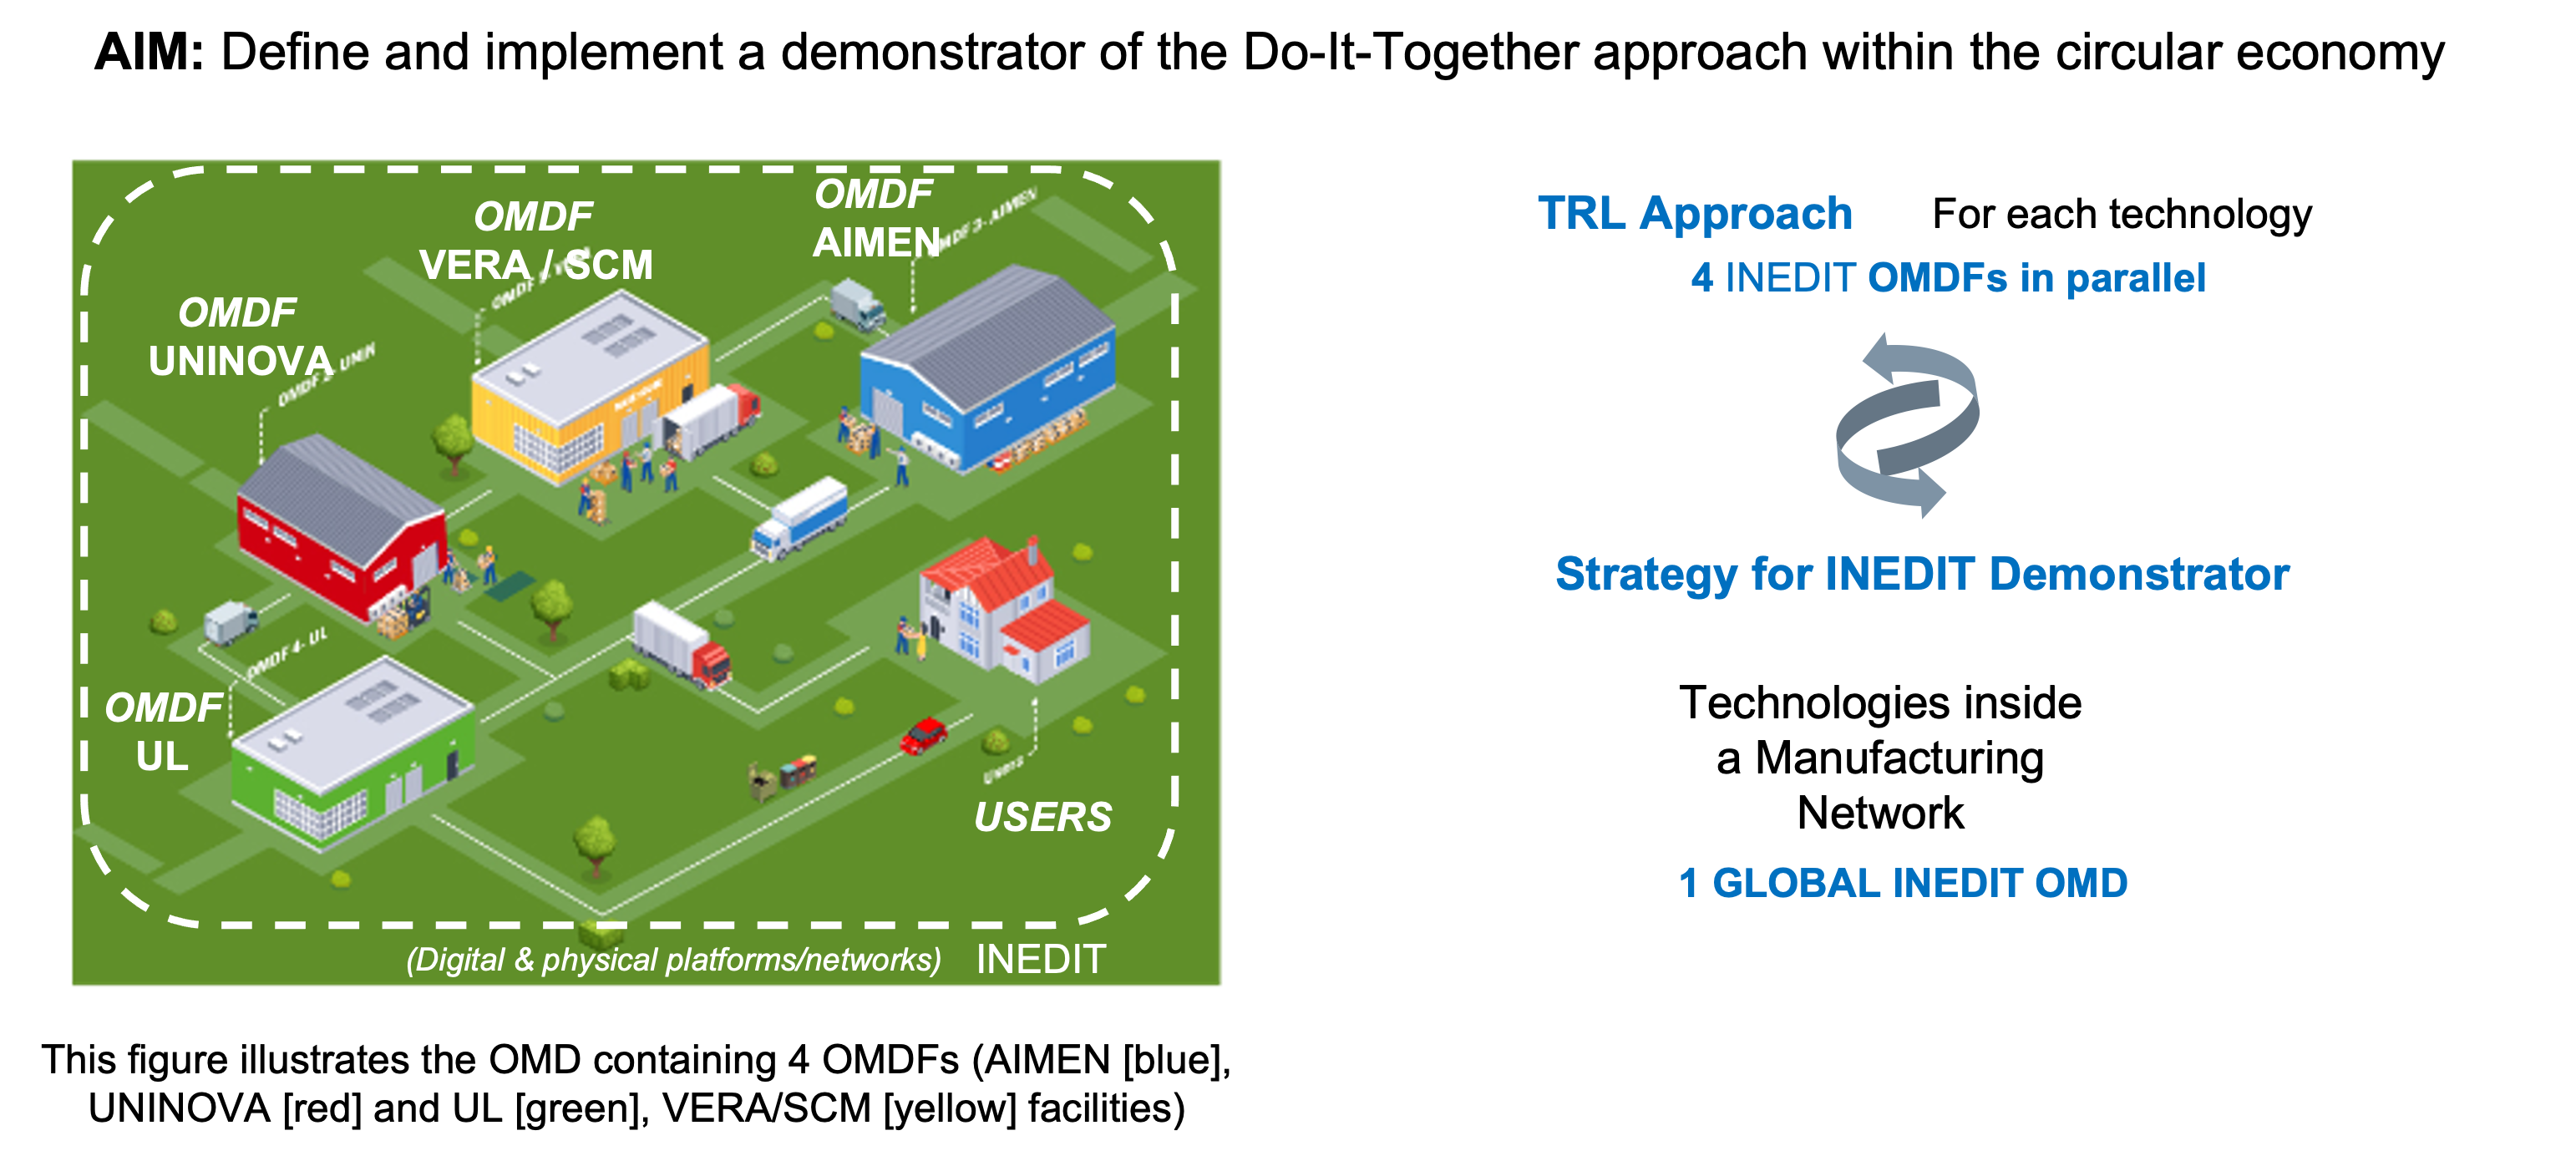 AIM: Define and implement a demonstrator of the Do-It-Together approach within the circular economy
OMDF
VERA / SCM
OMDF
AIMEN
OMDF 3- AIMEN
OMDF
UNINOVA
OMDF 2- UNIN
OMDF
OMDF 4- UL
OMDF
UL
Users
USERS
(Digital & physical platforms/networks) INEDIT
This figure illustrates the OMD containing 4 OMDFs (AIMEN [blue],
UNINOVA [red] and UL [green], VERA/SCM [yellow] facilities)
TRL Approach For each technology
4 INEDIT OMDFs in parallel
Strategy for INEDIT Demonstrator
Technologies inside
a Manufacturing
Network
1 GLOBAL INEDIT OMD